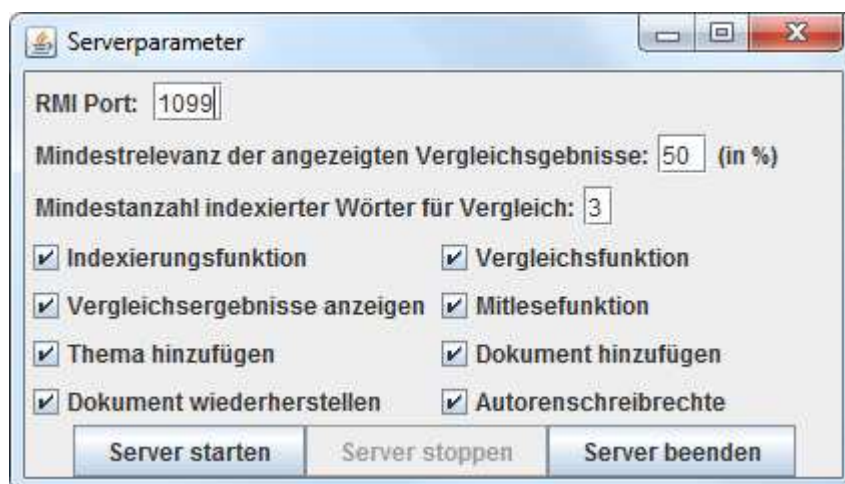 Serverparameter
RMI Port: 1099
Mindestrelevanz der angezeigten Vergleichsgebnisse: 50 (in %)
Mindestanzahl indexierter Wörter für Vergleich: 3
Indexierungsfunktion Vergleichsfunktion
Vergleichsergebnisse anzeigen Mitlesefunktion
Thema hinzufügen Dokument hinzufügen
Dokument wiederherstellen Autorenschreibrechte
Server starten Server stoppen Server beenden